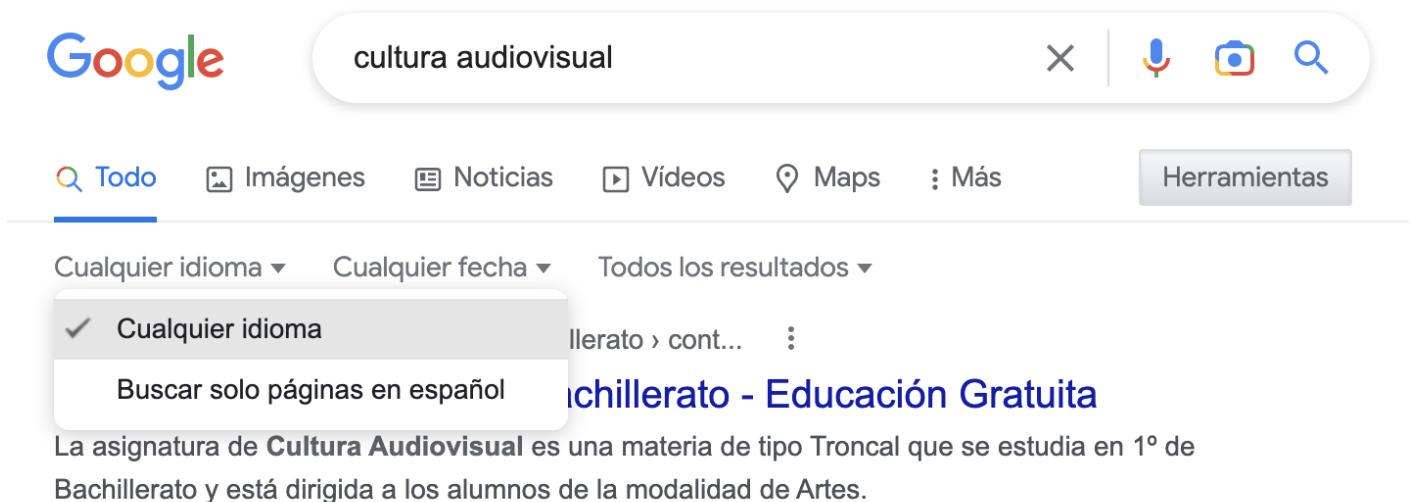 Google
cultura audiovisual
Todo Imágenes Noticias Vídeos Maps Más Herramientas
Cualquier idioma Cualquier fecha Todos los resultados
Cualquier idioma
llerato › cont...
Buscar solo páginas en español
achillerato - Educación Gratuita
La asignatura de Cultura Audiovisual es una materia de tipo Troncal que se estudia en 1º de
Bachillerato y está dirigida a los alumnos de la modalidad de Artes.